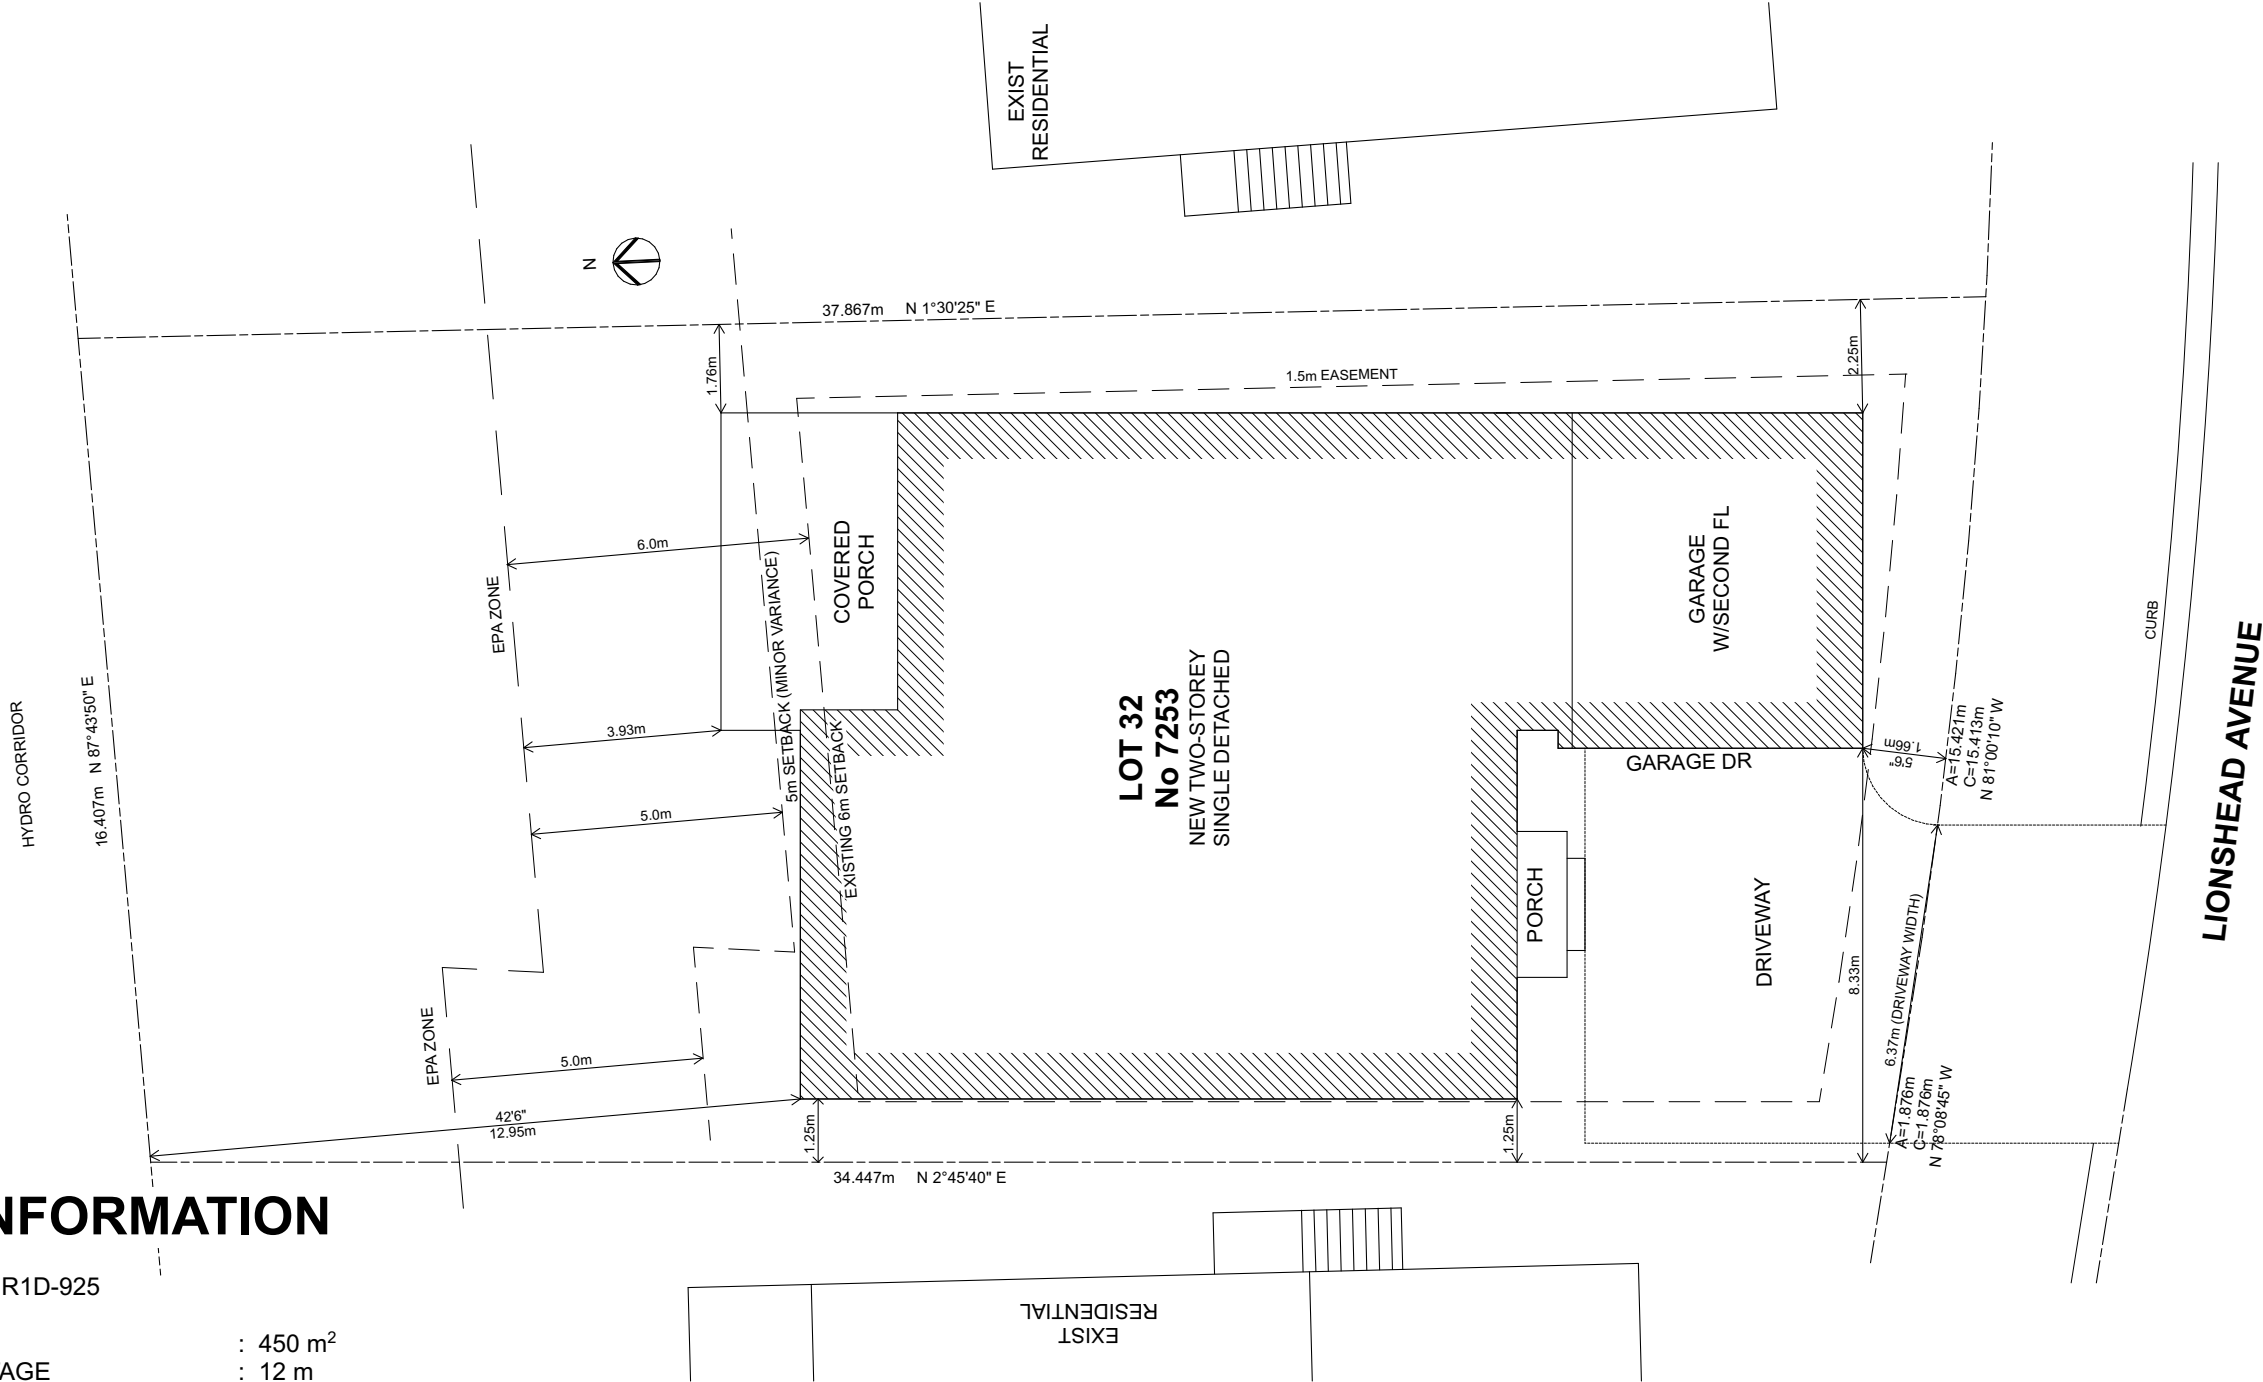 EXIST
RESIDENTIAL
N
37.867m N 1°30'25" E
1.76m
2.25m
1.5m EASEMENT
HYDRO CORRIDOR
16.407m N 87°43'50" E
EPA ZONE
6.0m
3.93m
5.0m
5m SETBACK (MINOR VARIANCE)
EXISTING 6m SETBACK
COVERED
PORCH
LOT 32
No 7253
NEW TWO-STOREY
SINGLE DETACHED
GARAGE
W/SECOND FL
GARAGE DR
1.66m
5'6"
A=15.421m
C=15.413m
N 81°00'10" W
CURB
LIONSHEAD AVENUE
PORCH
DRIVEWAY
8.33m
6.37m (DRIVEWAY WIDTH)
A=1.876m
C=1.876m
N 78°08'45" W
EPA ZONE
5.0m
42'6"
12.95m
1.25m
1.25m
34.447m N 2°45'40" E
NFORMATION
R1D-925
: 450 m²
AGE : 12 m
EXIST
RESIDENTIAL